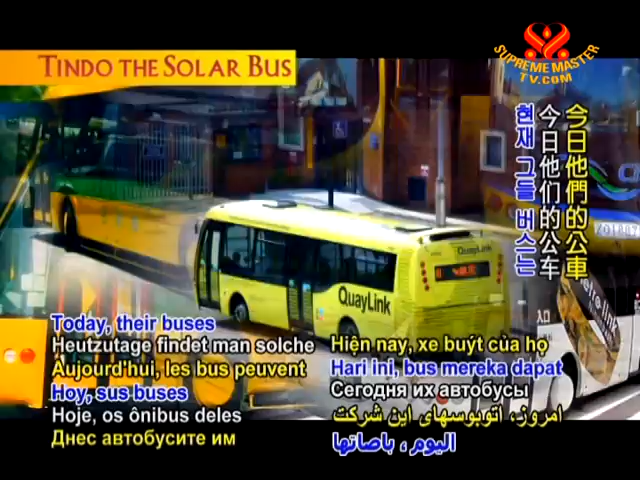 TINDO THE SOLAR BUS
SUPREME MASTER
TV.COM
今日他們的公車
今日他们的公车
현재 그들 버스는
QUAYLINK
QuayLink
Today, their buses
Heutzutage findet man solche
Aujourd'hui, les bus peuvent
Hoy, sus buses
Hoje, os ônibus deles
Днес автобусите им
Hiện nay, xe buýt của họ
Hari ini, bus mereka dapat
Сегодня их автобусы
امروز، اتوبوسهای این شرکت
اليوم ، باصاتها